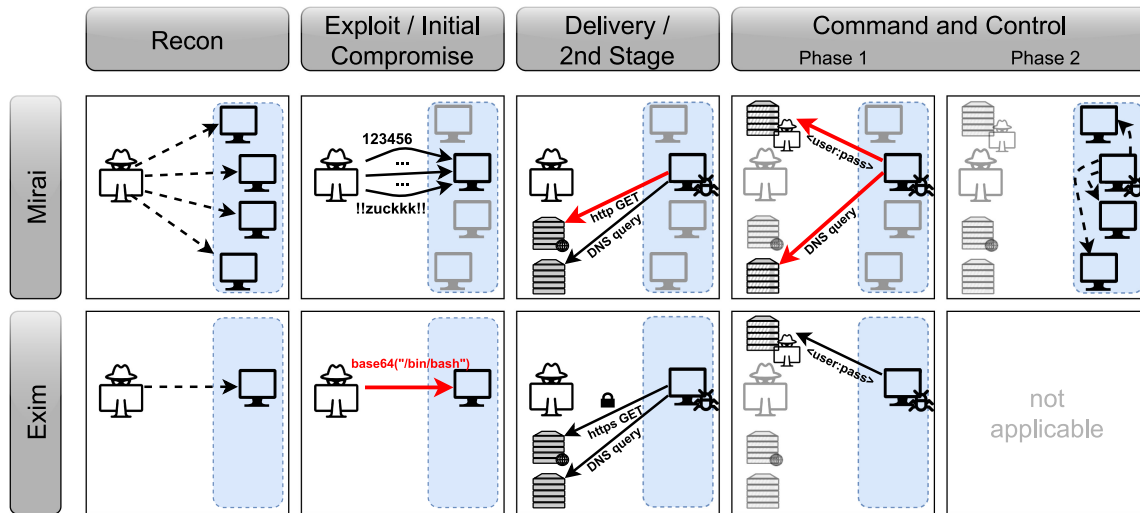 Recon
Exploit / Initial
Compromise
Delivery /
2nd Stage
Command and Control
Phase 1
Phase 2
Mirai
123456
...
...
!!zuckkk!!
http GET
DNS query
<user:pass>
DNS query
Exim
base64("/bin/bash")
https GET
DNS query
<user:pass>
not
applicable